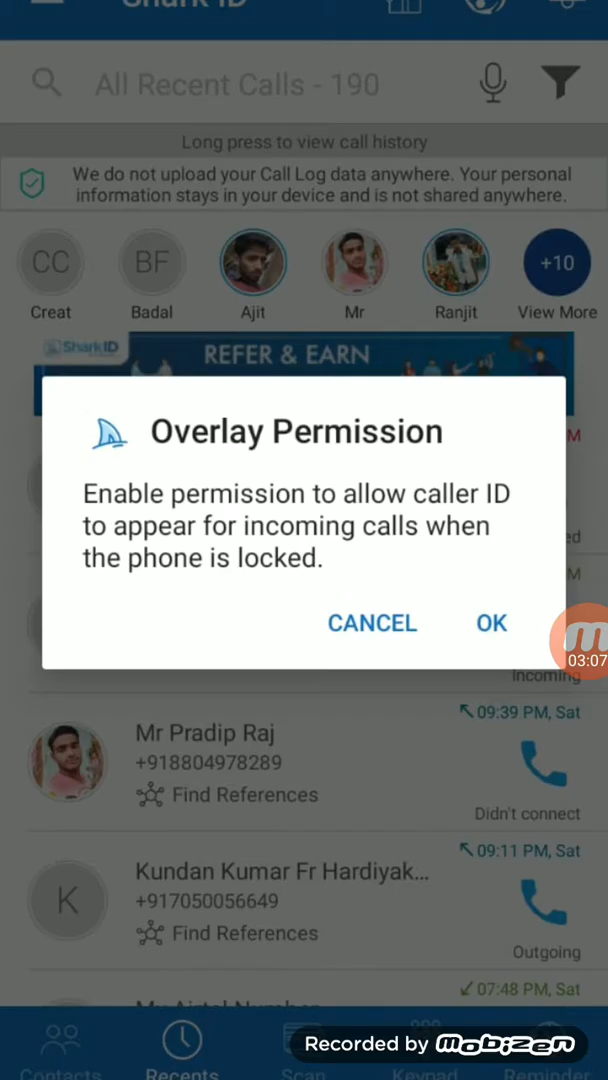 Shark ID
All Recent Calls - 190
Long press to view call history
We do not upload your Call Log data anywhere. Your personal
information stays in your device and is not shared anywhere.
CC
BF
+10
Creat
Badal
Ajit
Mr
Ranjit
View More
SharkID
REFER & EARN
M
Overlay Permission
Enable permission to allow caller ID
to appear for incoming calls when
the phone is locked.
ed
M
CANCEL
OK
03:07
Incoming
09:39 PM, Sat
Mr Pradip Raj
+918804978289
Find References
Didn't connect
09:11 PM, Sat
Kundan Kumar Fr Hardiyak...
+917050056649
K
Find References
Outgoing
07:48 PM, Sat
My Airtel Number
Recorded by mobizen
Contacts
Recents
Scan
Keypad
Reminder